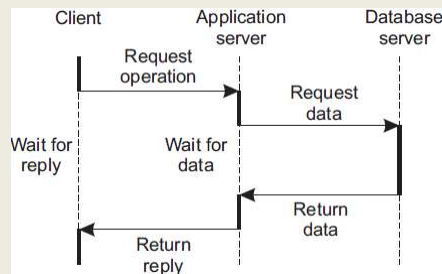 Client
Application
server
Database
server
Request
operation
Request
data
Wait for
reply
Wait for
data
Return
data
Return
reply